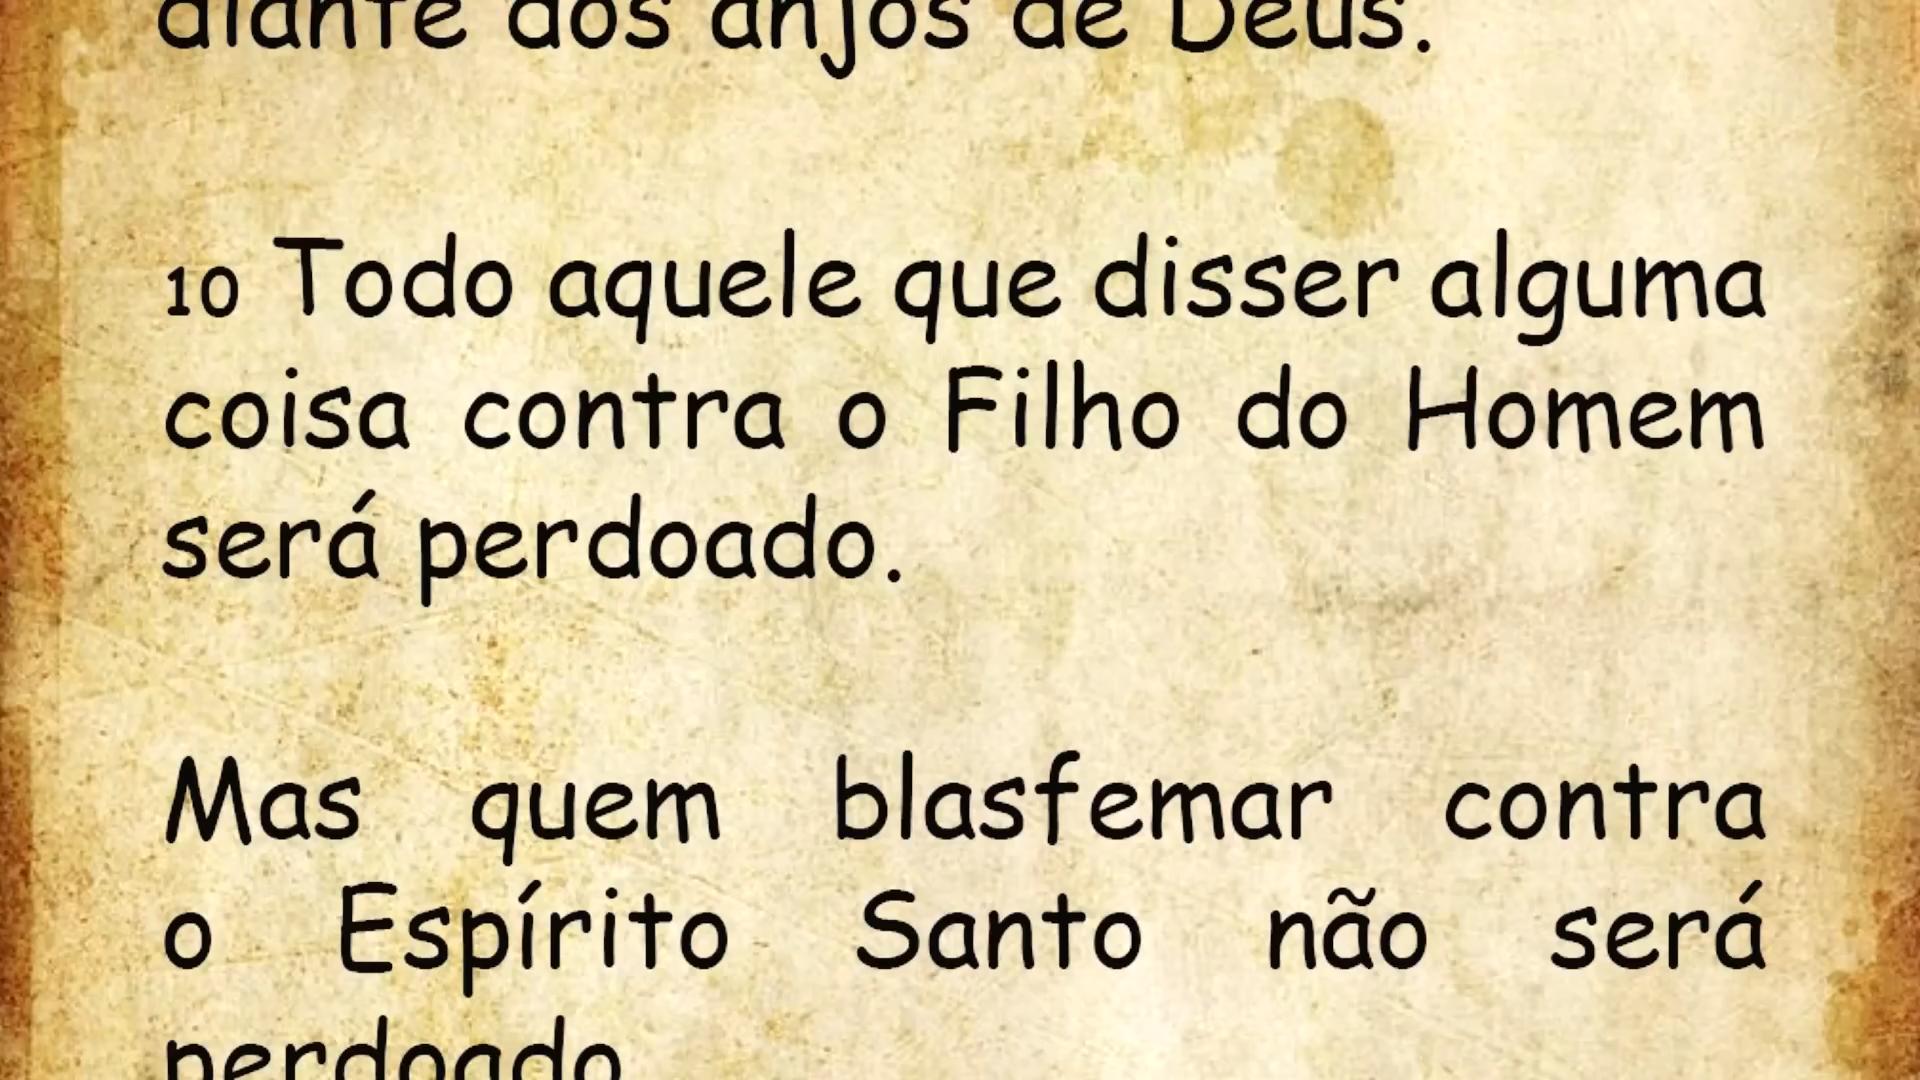 diante dos anjos de Deus.
10 Todo aquele que disser alguma
coisa contra o Filho do Homem
será perdoado.
Mas quem blasfemar contra
o Espírito Santo não será
perdoado